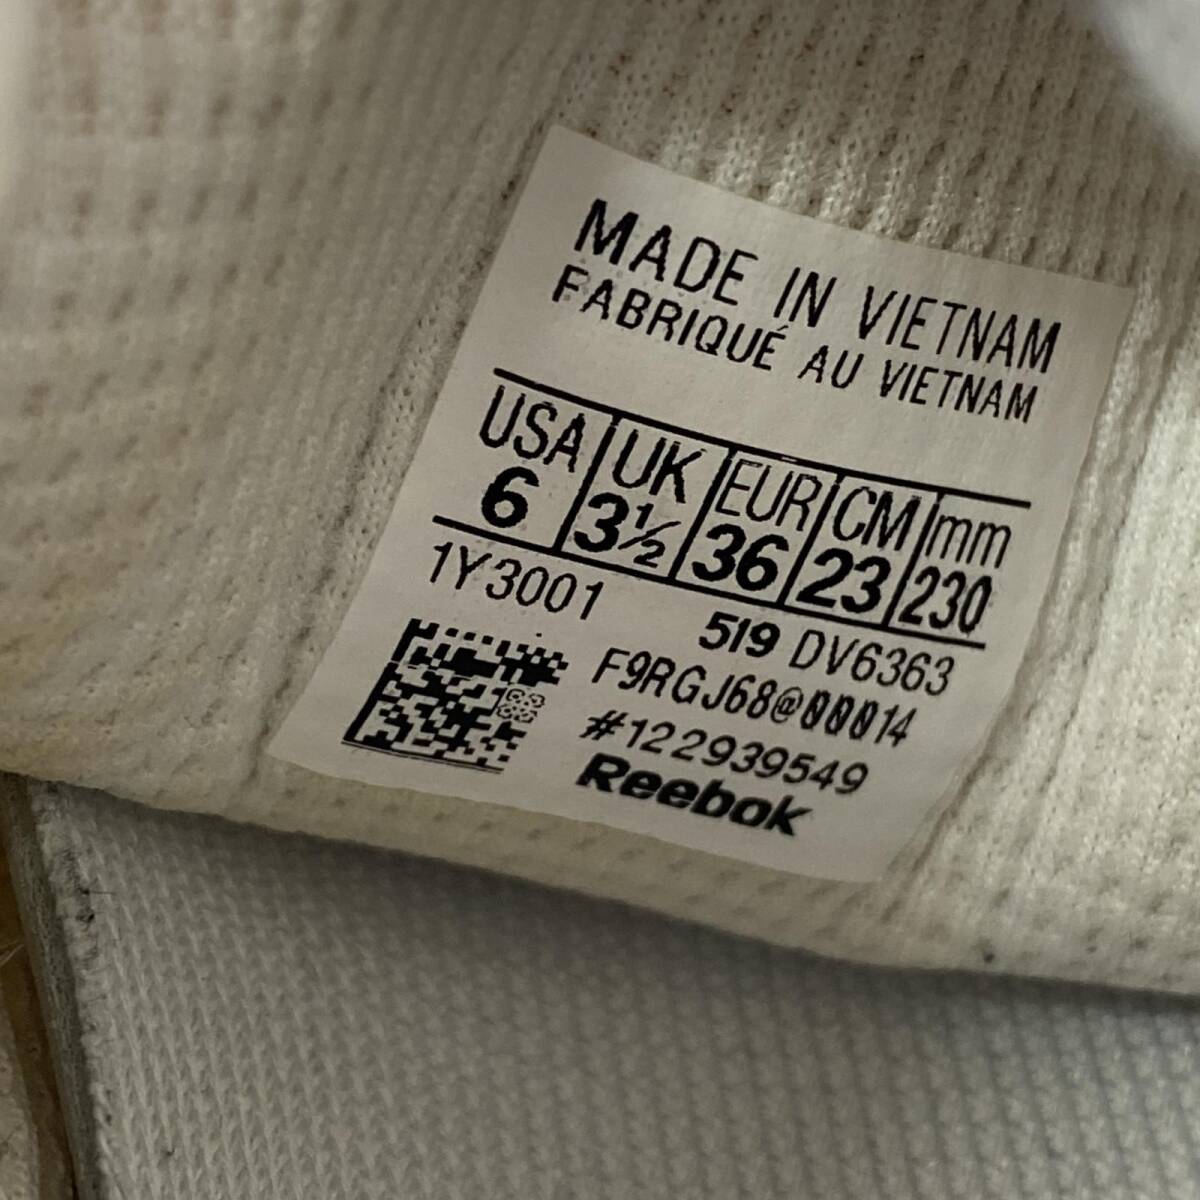 MADE IN VIETNAM
FABRIQUÉ AU VIETNAM
USA UK EUR CM mm
6 3½ 36 23 230
1Y3001 519 DV6363
F9RGJ68@00014
#122939549
Reebok